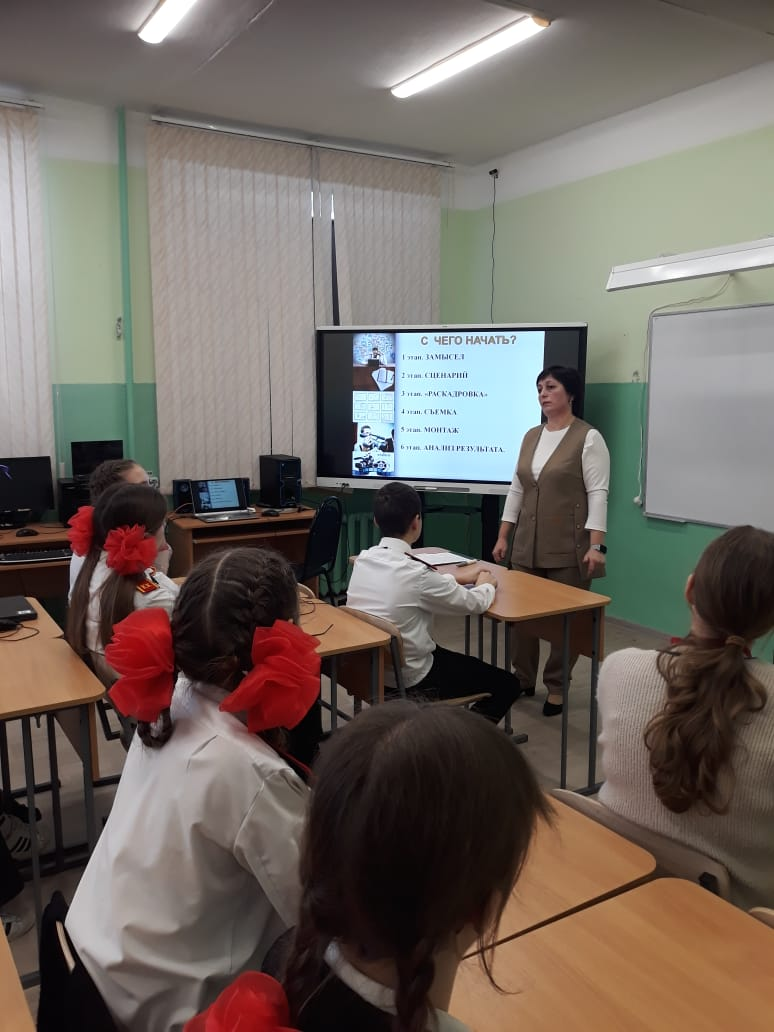 С ЧЕГО НАЧАТЬ?
1 этап. ЗАМЫСЕЛ
2 этап. СЦЕНАРИЙ
3 этап. «РАСКАДРОВКА»
4 этап. СЪЕМКА
5 этап. МОНТАЖ
6 этап. АНАЛИЗ РЕЗУЛЬТАТА.